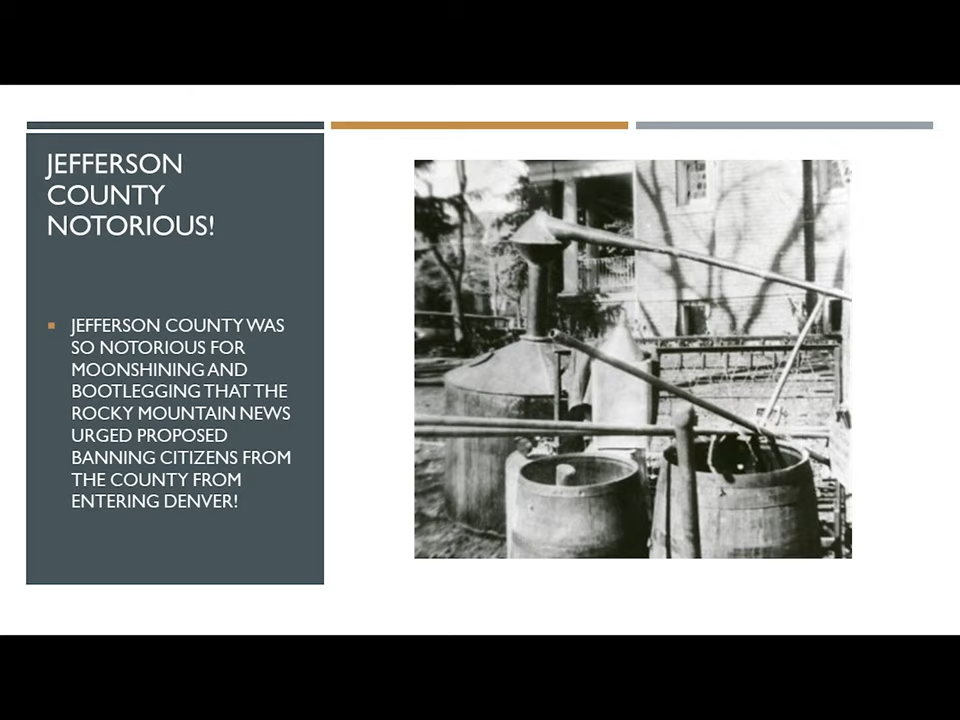 JEFFERSON
COUNTY
NOTORIOUS!
JEFFERSON COUNTY WAS
SO NOTORIOUS FOR
MOONSHINING AND
BOOTLEGGING THAT THE
ROCKY MOUNTAIN NEWS
URGED PROPOSED
BANNING CITIZENS FROM
THE COUNTY FROM
ENTERING DENVER!